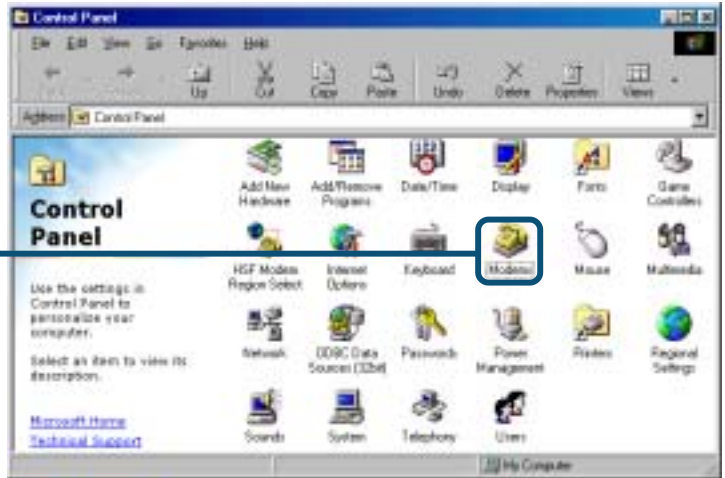 Control Panel
File Edit View Go Favorites Help
Up Cut Copy Paste Undo Delete Properties Views
Address Control Panel
Control
Panel
Use the settings in
Control Panel to
personalize your
computer.
Select an item to view its
description.
Microsoft Home
Technical Support
Add New
Hardware
Add/Remove
Programs
Date/Time
Display
Fonts
Game
Controllers
HSF Modem
Region Select
Internet
Options
Keyboard
Modems
Mouse
Multimedia
Network
ODBC Data
Sources (32bit)
Passwords
Power
Management
Printers
Regional
Settings
Sounds
System
Telephony
Users
My Computer